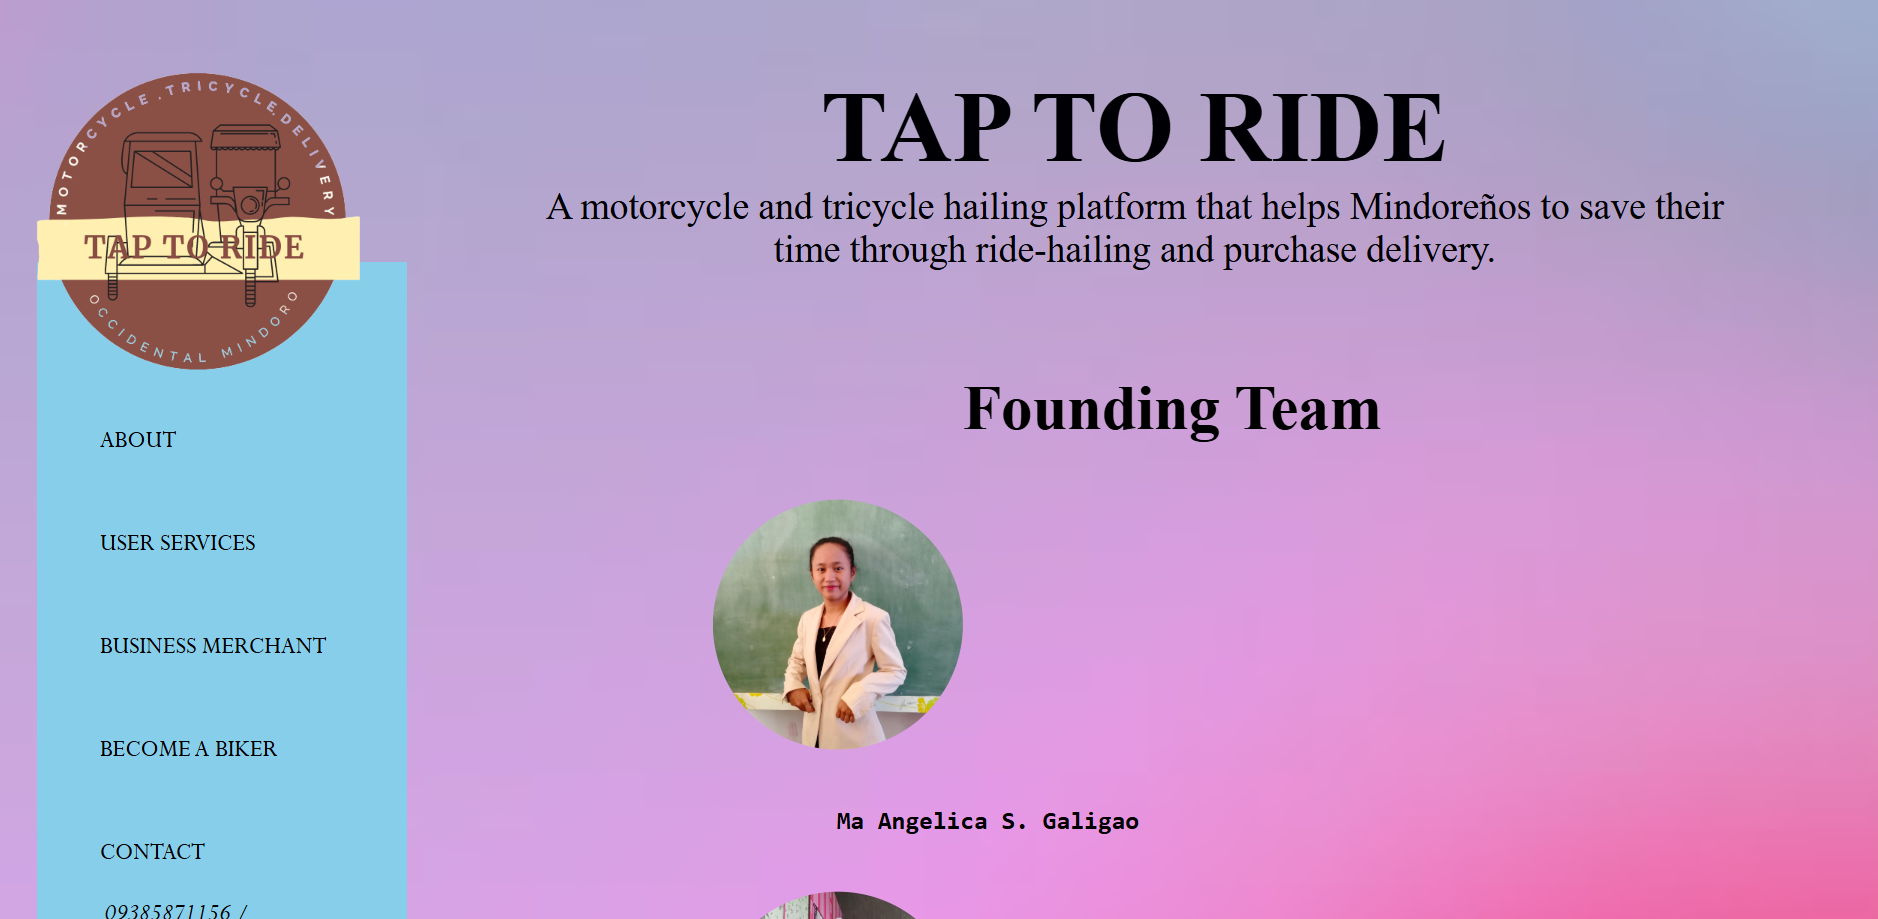 MOTORCYCLE .TRICYCLE.DELIVERY
TAP TO RIDE
OCCIDENTAL MINDORO
ABOUT
USER SERVICES
BUSINESS MERCHANT
BECOME A BIKER
CONTACT
09385871156 /
TAP TO RIDE
A motorcycle and tricycle hailing platform that helps Mindoreños to save their
time through ride-hailing and purchase delivery.
Founding Team
Ma Angelica S. Galigao